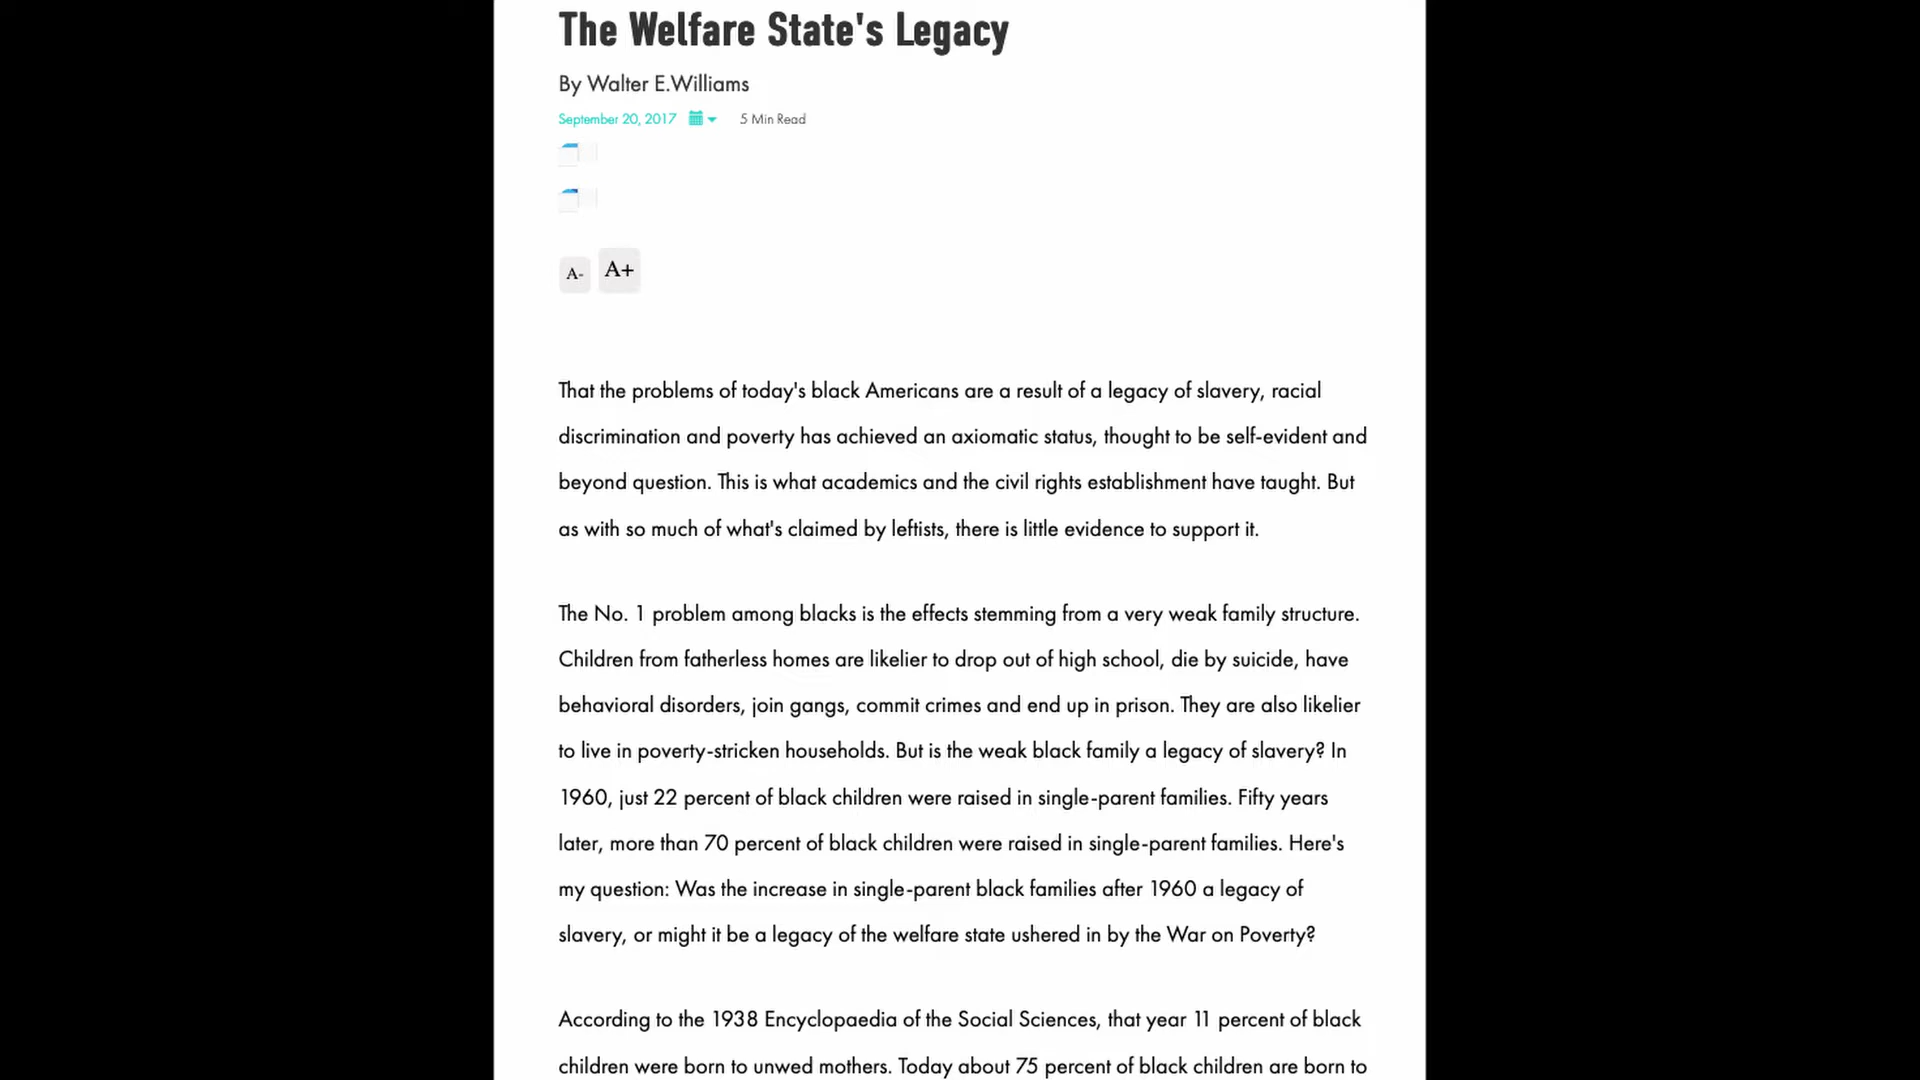 The Welfare State's Legacy
By Walter E.Williams
September 20, 2017 5 Min Read
A- A+
That the problems of today's black Americans are a result of a legacy of slavery, racial
discrimination and poverty has achieved an axiomatic status, thought to be self-evident and
beyond question. This is what academics and the civil rights establishment have taught. But
as with so much of what's claimed by leftists, there is little evidence to support it.
The No. 1 problem among blacks is the effects stemming from a very weak family structure.
Children from fatherless homes are likelier to drop out of high school, die by suicide, have
behavioral disorders, join gangs, commit crimes and end up in prison. They are also likelier
to live in poverty-stricken households. But is the weak black family a legacy of slavery? In
1960, just 22 percent of black children were raised in single-parent families. Fifty years
later, more than 70 percent of black children were raised in single-parent families. Here's
my question: Was the increase in single-parent black families after 1960 a legacy of
slavery, or might it be a legacy of the welfare state ushered in by the War on Poverty?
According to the 1938 Encyclopaedia of the Social Sciences, that year 11 percent of black
children were born to unwed mothers. Today about 75 percent of black children are born to